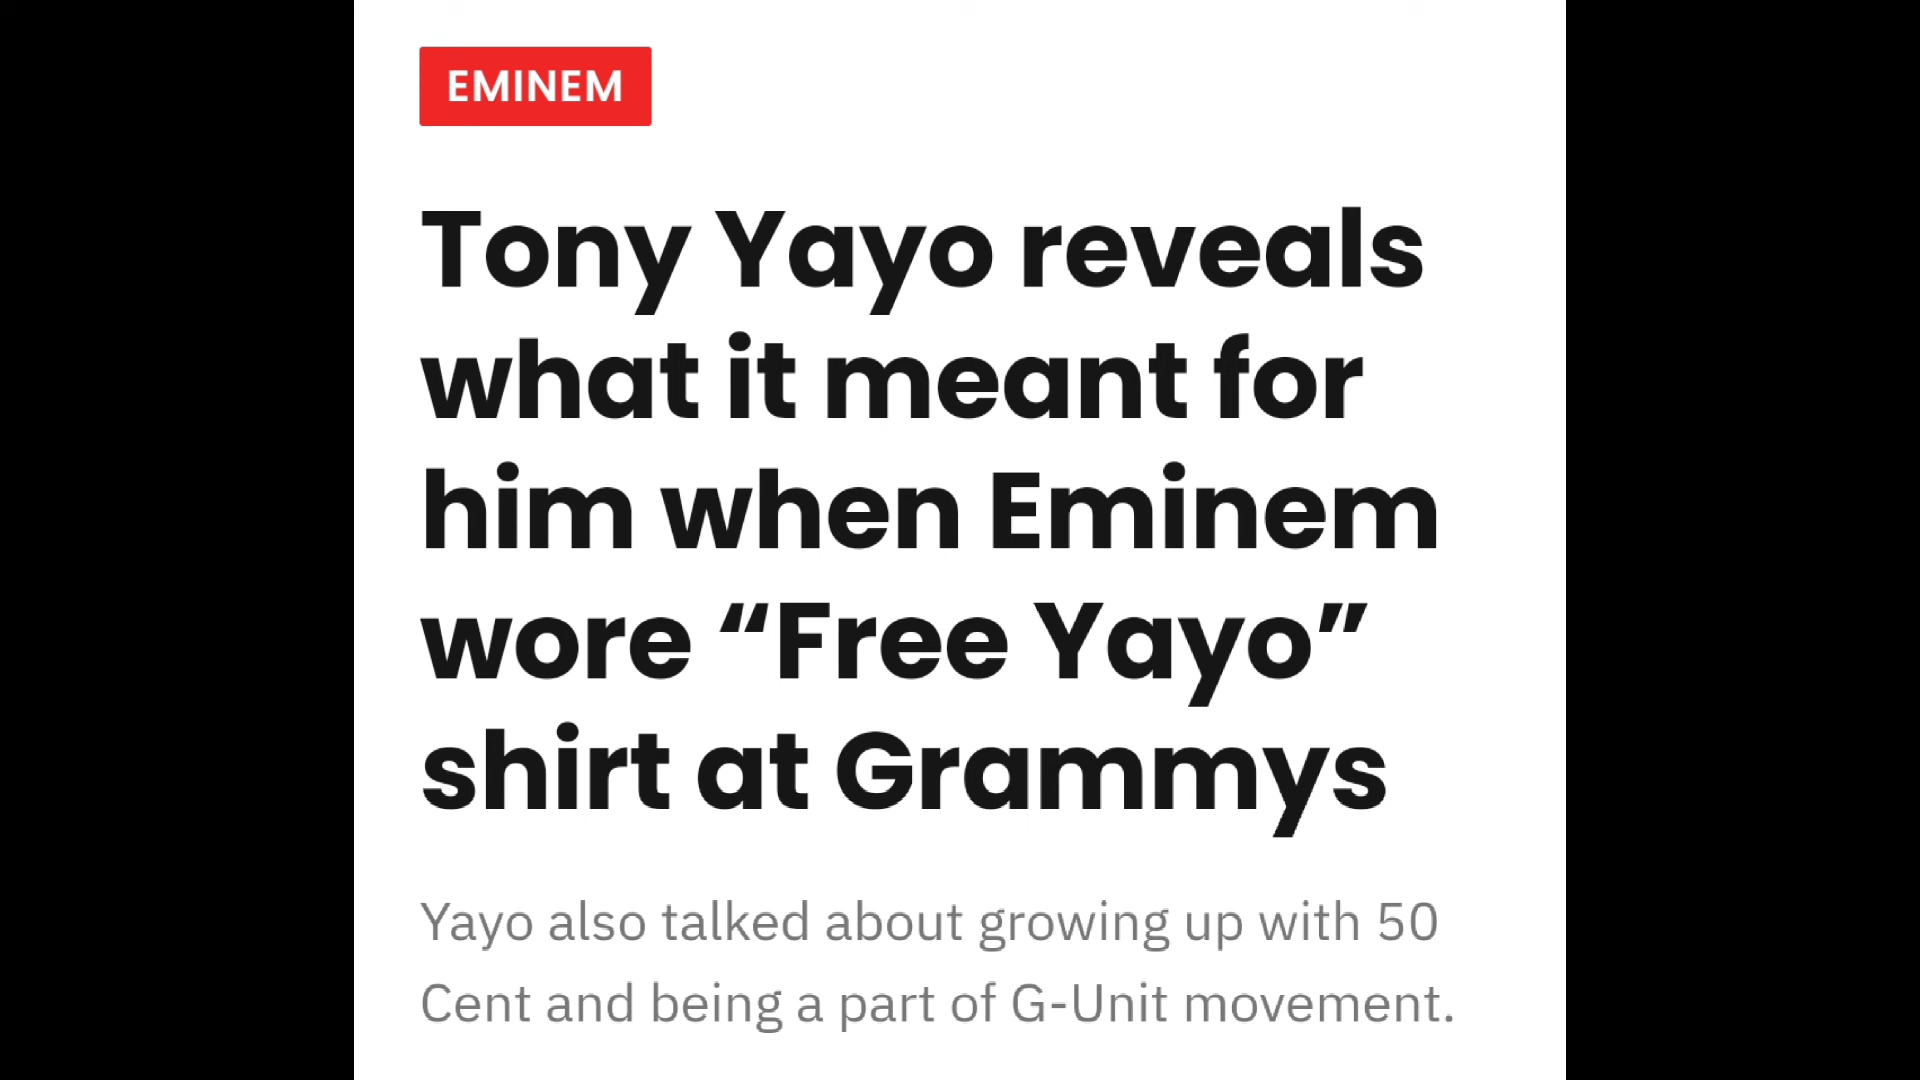 EMINEM
Tony Yayo reveals
what it meant for
him when Eminem
wore “Free Yayo”
shirt at Grammys
Yayo also talked about growing up with 50
Cent and being a part of G-Unit movement.